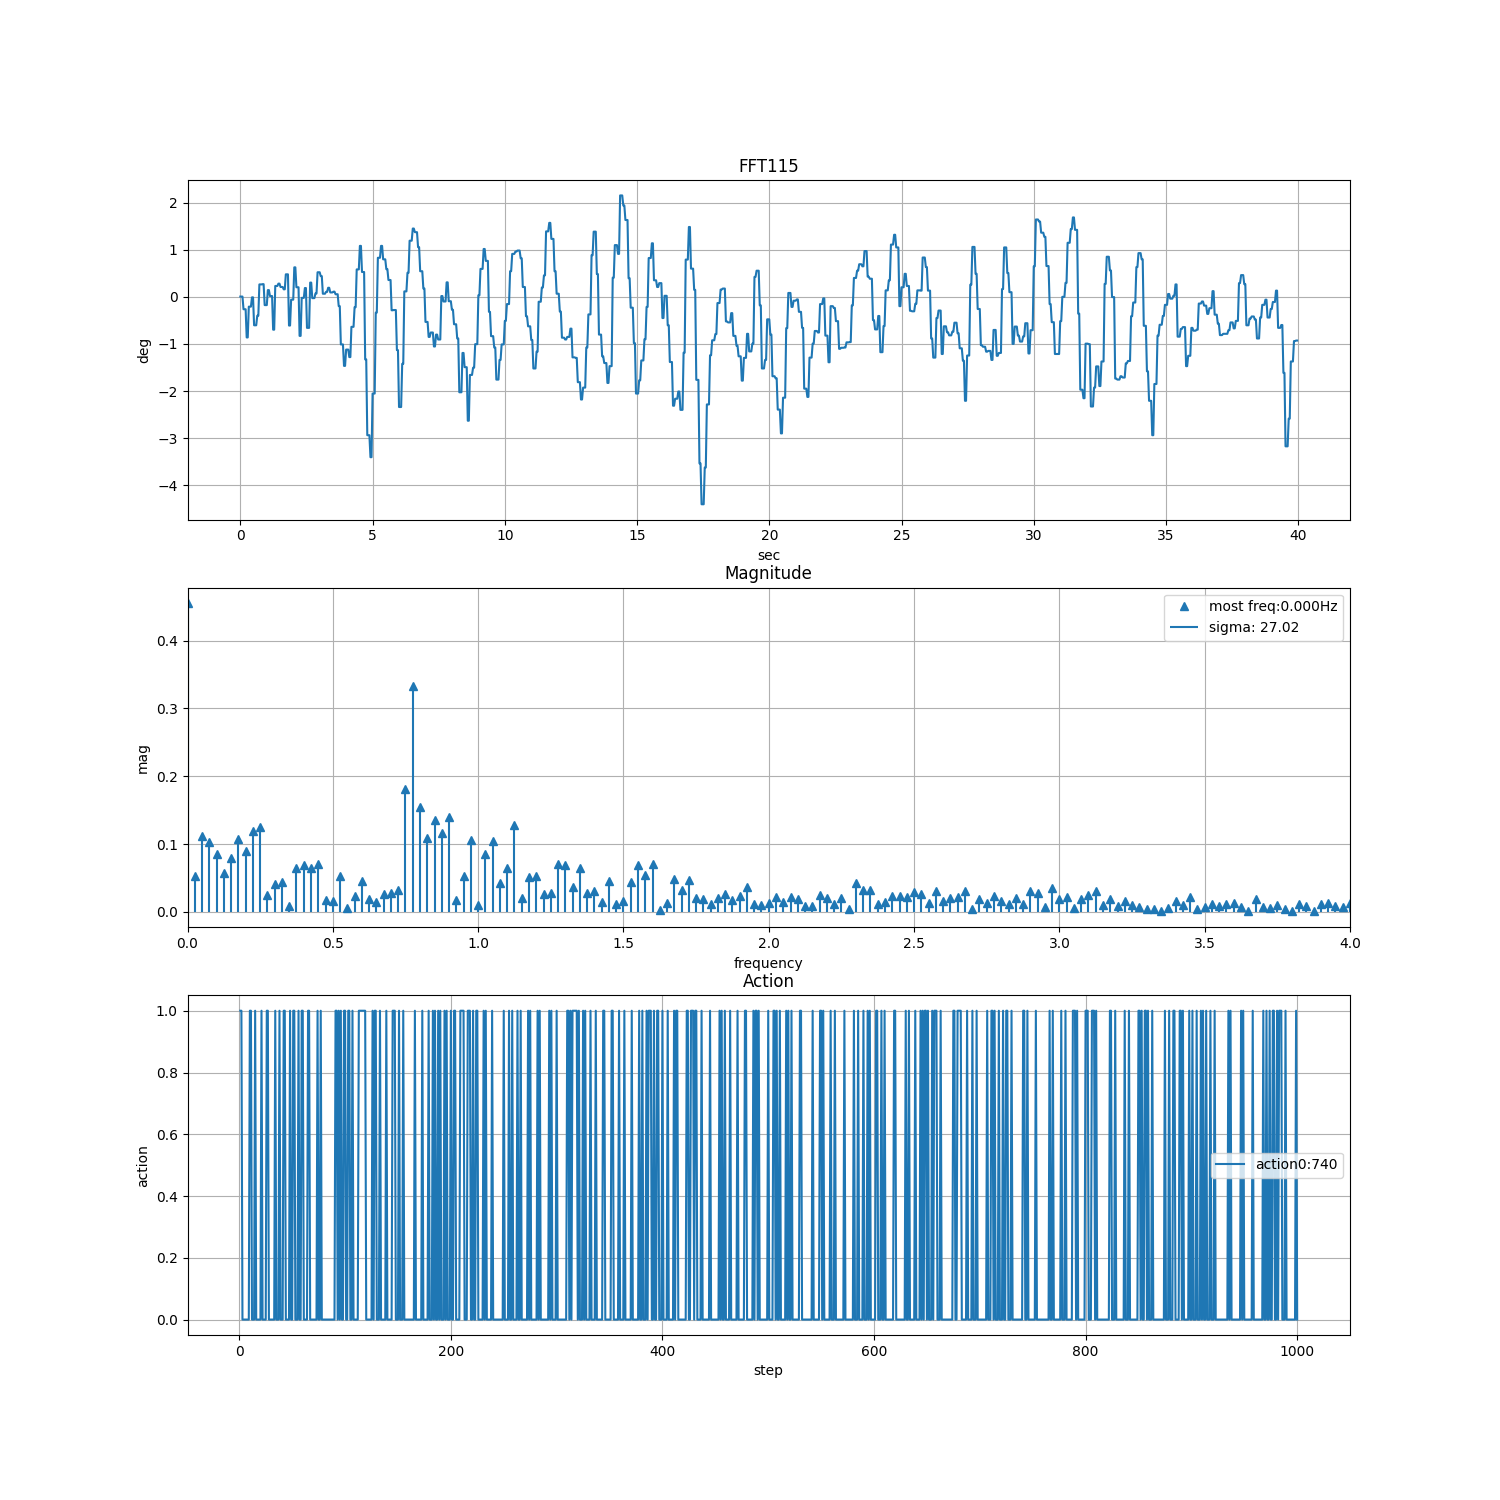 FFT115
2
1
0
−1
−2
−3
−4
deg
0 5 10 15 20 25 30 35 40
sec
Magnitude
most freq:0.000Hz
sigma: 27.02
0.4
0.3
0.2
0.1
0.0
mag
0.0 0.5 1.0 1.5 2.0 2.5 3.0 3.5 4.0
frequency
Action
1.0
0.8
0.6
0.4
0.2
0.0
action
action0:740
0 200 400 600 800 1000
step